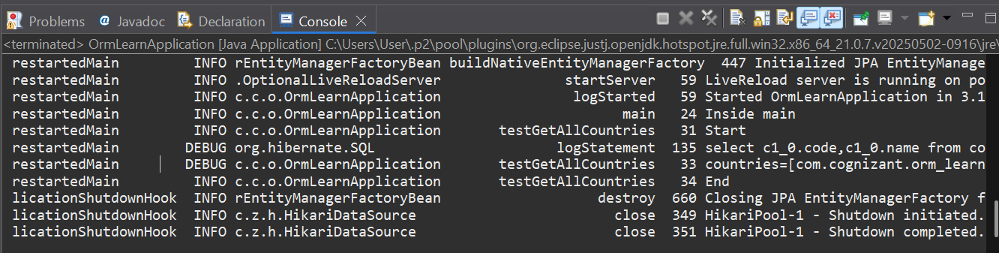 Problems @ Javadoc Declaration Console
<terminated> OrmLearnApplication [Java Application] C:\Users\User\.p2\pool\plugins\org.eclipse.justj.openjdk.hotspot.jre.full.win32.x86_64_21.0.7.v20250502-0916\jre\
restartedMain INFO rEntityManagerFactoryBean buildNativeEntityManagerFactory 447 Initialized JPA EntityManage
restartedMain INFO .OptionalLiveReloadServer startServer 59 LiveReload server is running on po
restartedMain INFO c.c.o.OrmLearnApplication logStarted 59 Started OrmLearnApplication in 3.1
restartedMain INFO c.c.o.OrmLearnApplication main 24 Inside main
restartedMain INFO c.c.o.OrmLearnApplication testGetAllCountries 31 Start
restartedMain DEBUG org.hibernate.SQL logStatement 135 select c1_0.code,c1_0.name from co
restartedMain DEBUG c.c.o.OrmLearnApplication testGetAllCountries 33 countries=[com.cognizant.orm_learn
restartedMain INFO c.c.o.OrmLearnApplication testGetAllCountries 34 End
licationShutdownHook INFO rEntityManagerFactoryBean destroy 660 Closing JPA EntityManagerFactory f
licationShutdownHook INFO c.z.h.HikariDataSource close 349 HikariPool-1 - Shutdown initiated.
licationShutdownHook INFO c.z.h.HikariDataSource close 351 HikariPool-1 - Shutdown completed.